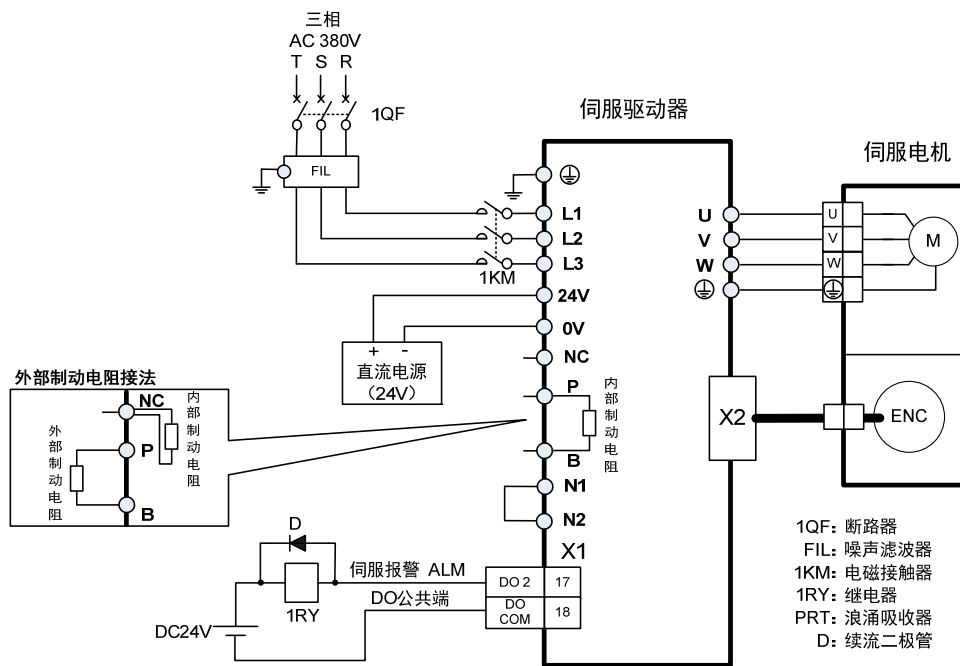 三相
AC 380V
T S R
1QF
FIL
伺服驱动器
伺服电机
L1
L2
L3
1KM
24V
0V
NC
P
内部制动电阻
B
N1
N2
X1
+ -
直流电源
(24V)
外部制动电阻接法
NC
内部制动电阻
P
外部制动电阻
B
U
V
W
U
V
W
M
X2
ENC
D
1RY
伺服报警 ALM
DO公共端
DC24V
DO 2
17
DO
COM
18
1QF: 断路器
FIL: 噪声滤波器
1KM: 电磁接触器
1RY: 继电器
PRT: 浪涌吸收器
D: 续流二极管